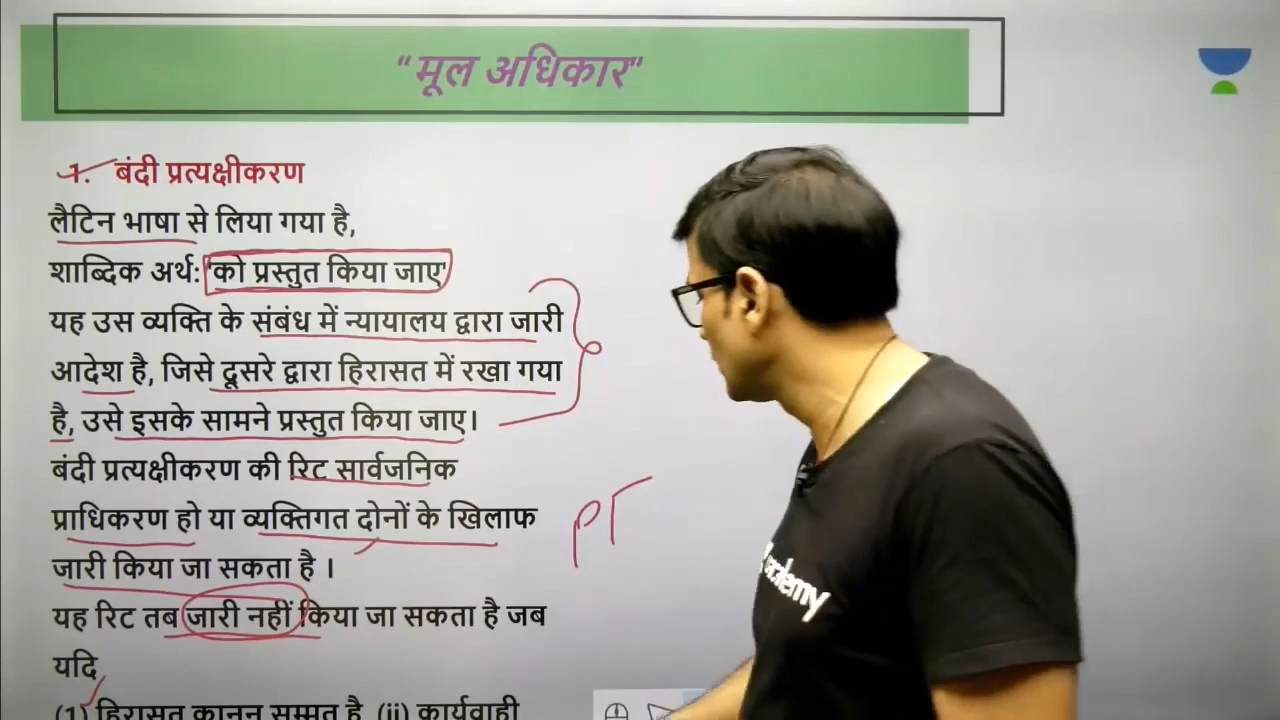 “मूल अधिकार”
1. बंदी प्रत्यक्षीकरण
लैटिन भाषा से लिया गया है,
शाब्दिक अर्थ: 'को प्रस्तुत किया जाए'
यह उस व्यक्ति के संबंध में न्यायालय द्वारा जारी
आदेश है, जिसे दूसरे द्वारा हिरासत में रखा गया
है, उसे इसके सामने प्रस्तुत किया जाए।
बंदी प्रत्यक्षीकरण की रिट सार्वजनिक
प्राधिकरण हो या व्यक्तिगत दोनों के खिलाफ
जारी किया जा सकता है ।
PT
यह रिट तब जारी नहीं किया जा सकता है जब
यदि
(1) हिरासत कानून सम्मत है, (ii) कार्यवाही
academy